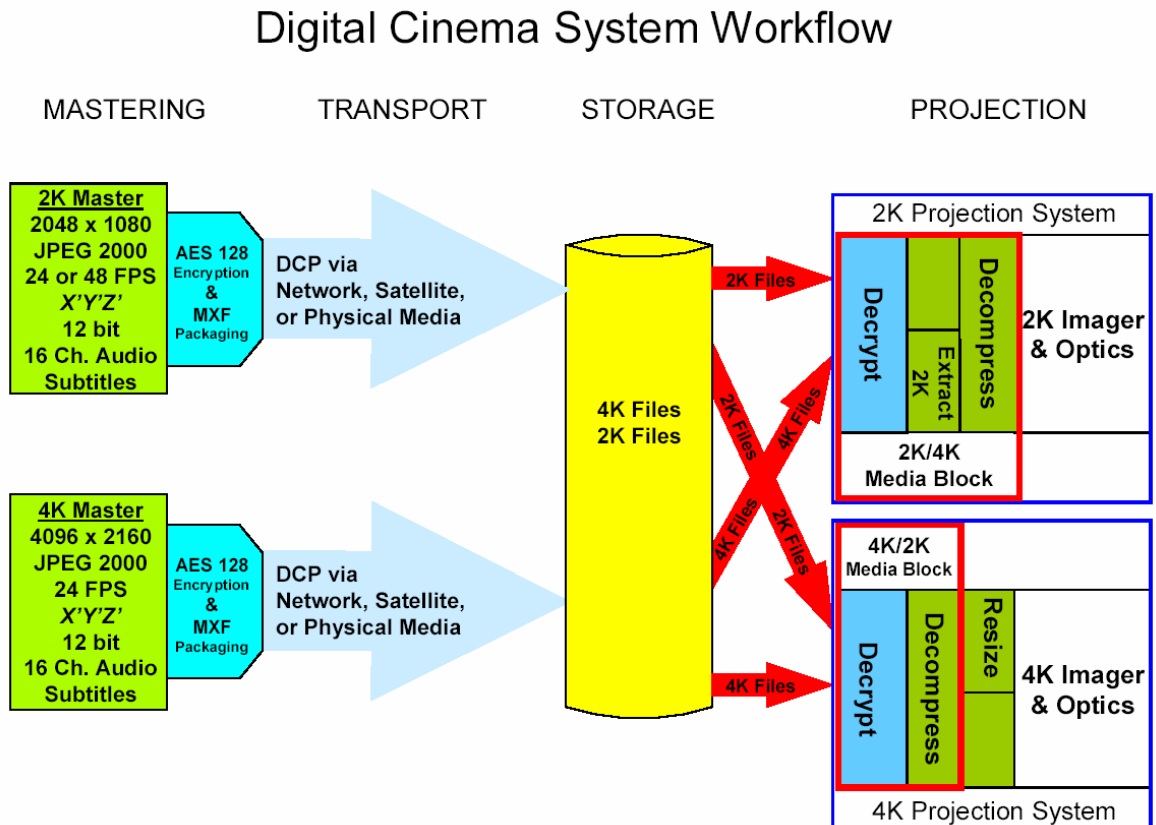 Digital Cinema System Workflow
MASTERING
TRANSPORT
STORAGE
PROJECTION
2K Master
2048 x 1080
JPEG 2000
24 or 48 FPS
X'Y'Z'
12 bit
16 Ch. Audio
Subtitles
AES 128
Encryption
&
MXF
Packaging
DCP via
Network, Satellite,
or Physical Media
4K Master
4096 x 2160
JPEG 2000
24 FPS
X'Y'Z'
12 bit
16 Ch. Audio
Subtitles
AES 128
Encryption
&
MXF
Packaging
DCP via
Network, Satellite,
or Physical Media
4K Files
2K Files
2K Files
2K Files
4K Files
4K Files
2K Files
4K Files
2K Projection System
Decrypt
Extract
2K
Decompress
2K Imager
& Optics
2K/4K
Media Block
4K/2K
Media Block
Decrypt
Decompress
Resize
4K Imager
& Optics
4K Projection System